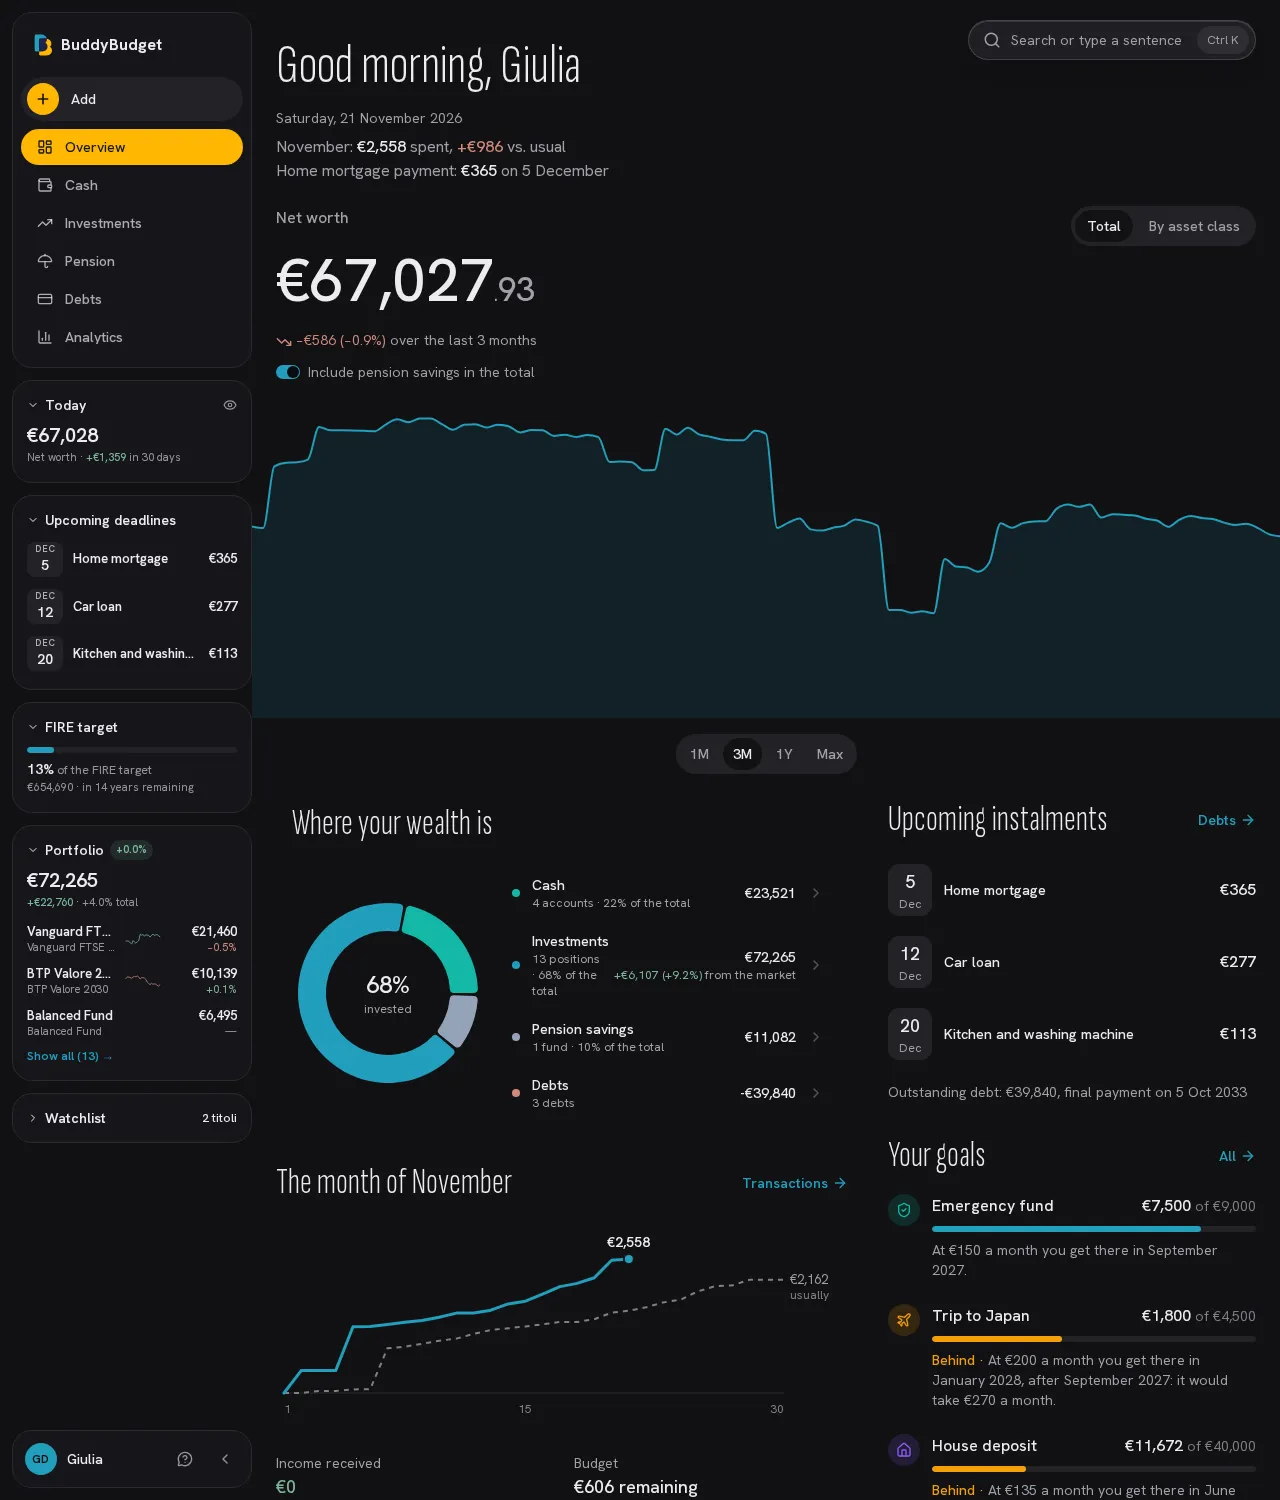 BuddyBudget
Add
Overview
Cash
Investments
Pension
Debts
Analytics
Today
€67,028
Net worth · +€1,359 in 30 days
Upcoming deadlines
DEC
5
Home mortgage
€365
DEC
12
Car loan
€277
DEC
20
Kitchen and washin...
€113
FIRE target
13% of the FIRE target
€654,690 · in 14 years remaining
Portfolio
+0.0%
€72,265
+€22,760 · +4.0% total
Vanguard FT...
€21,460
Vanguard FTSE ...
−0.5%
BTP Valore 2...
€10,139
BTP Valore 2030
+0.1%
Balanced Fund
€6,495
Balanced Fund
—
Show all (13) →
Watchlist
2 titoli
GD
Giulia
Good morning, Giulia
Search or type a sentence
Ctrl K
Saturday, 21 November 2026
November: €2,558 spent, +€986 vs. usual
Home mortgage payment: €365 on 5 December
Net worth
Total
By asset class
€67,027.93
−€586 (−0.9%) over the last 3 months
Include pension savings in the total
1M
3M
1Y
Max
Where your wealth is
68%
invested
Cash
4 accounts · 22% of the total
€23,521
Investments
13 positions
· 68% of the
total
€72,265
+€6,107 (+9.2%) from the market
Pension savings
1 fund · 10% of the total
€11,082
Debts
3 debts
-€39,840
The month of November
Transactions
€2,558
€2,162
usually
1
15
30
Income received
€0
Budget
€606 remaining
Upcoming instalments
Debts
5
Dec
Home mortgage
€365
12
Dec
Car loan
€277
20
Dec
Kitchen and washing machine
€113
Outstanding debt: €39,840, final payment on 5 Oct 2033
Your goals
All
Emergency fund
€7,500 of €9,000
At €150 a month you get there in September
2027.
Trip to Japan
€1,800 of €4,500
Behind · At €200 a month you get there in
January 2028, after September 2027: it would
take €270 a month.
House deposit
€11,672 of €40,000
Behind · At €135 a month you get there in June